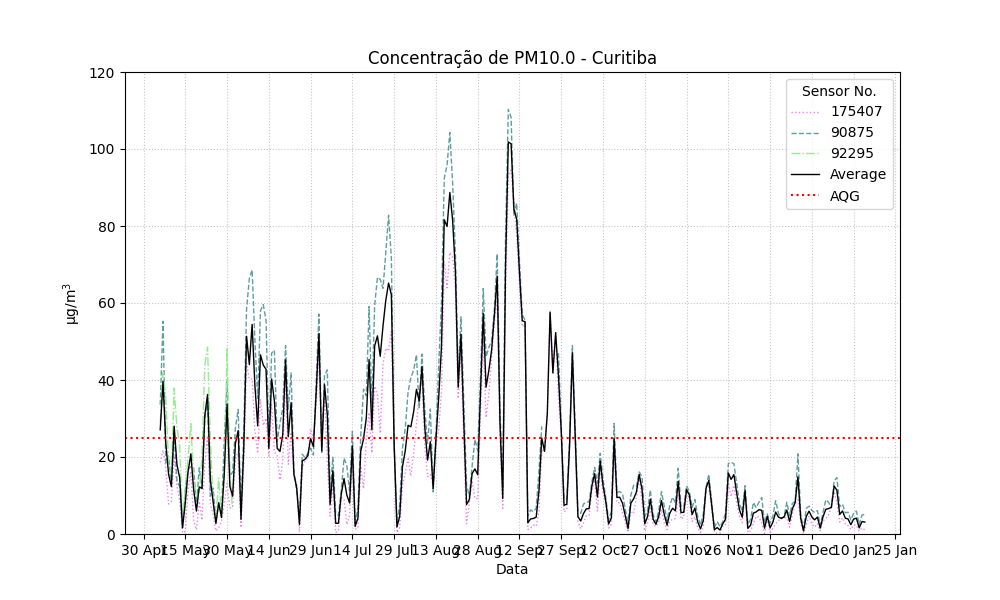 Concentração de PM10.0 - Curitiba
120
100
80
60
40
20
0
µg/m³
Sensor No.
175407
90875
92295
Average
AQG
30 Apr 15 May 30 May 14 Jun 29 Jun 14 Jul 29 Jul 13 Aug 28 Aug 12 Sep 27 Sep 12 Oct 27 Oct 11 Nov 26 Nov 11 Dec 26 Dec 10 Jan 25 Jan
Data